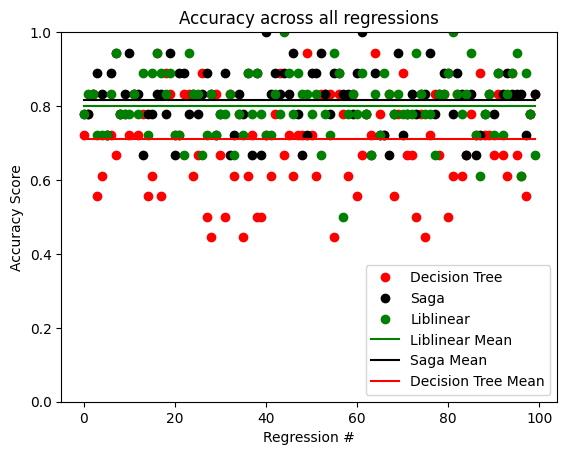 Accuracy across all regressions
1.0
0.8
0.6
0.4
0.2
0.0
Accuracy Score
Decision Tree
Saga
Liblinear
Liblinear Mean
Saga Mean
Decision Tree Mean
0 20 40 60 80 100
Regression #